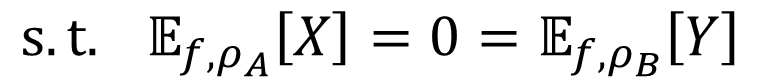 s.t. 𝔼_{f,ρ_A}[X] = 0 = 𝔼_{f,ρ_B}[Y]